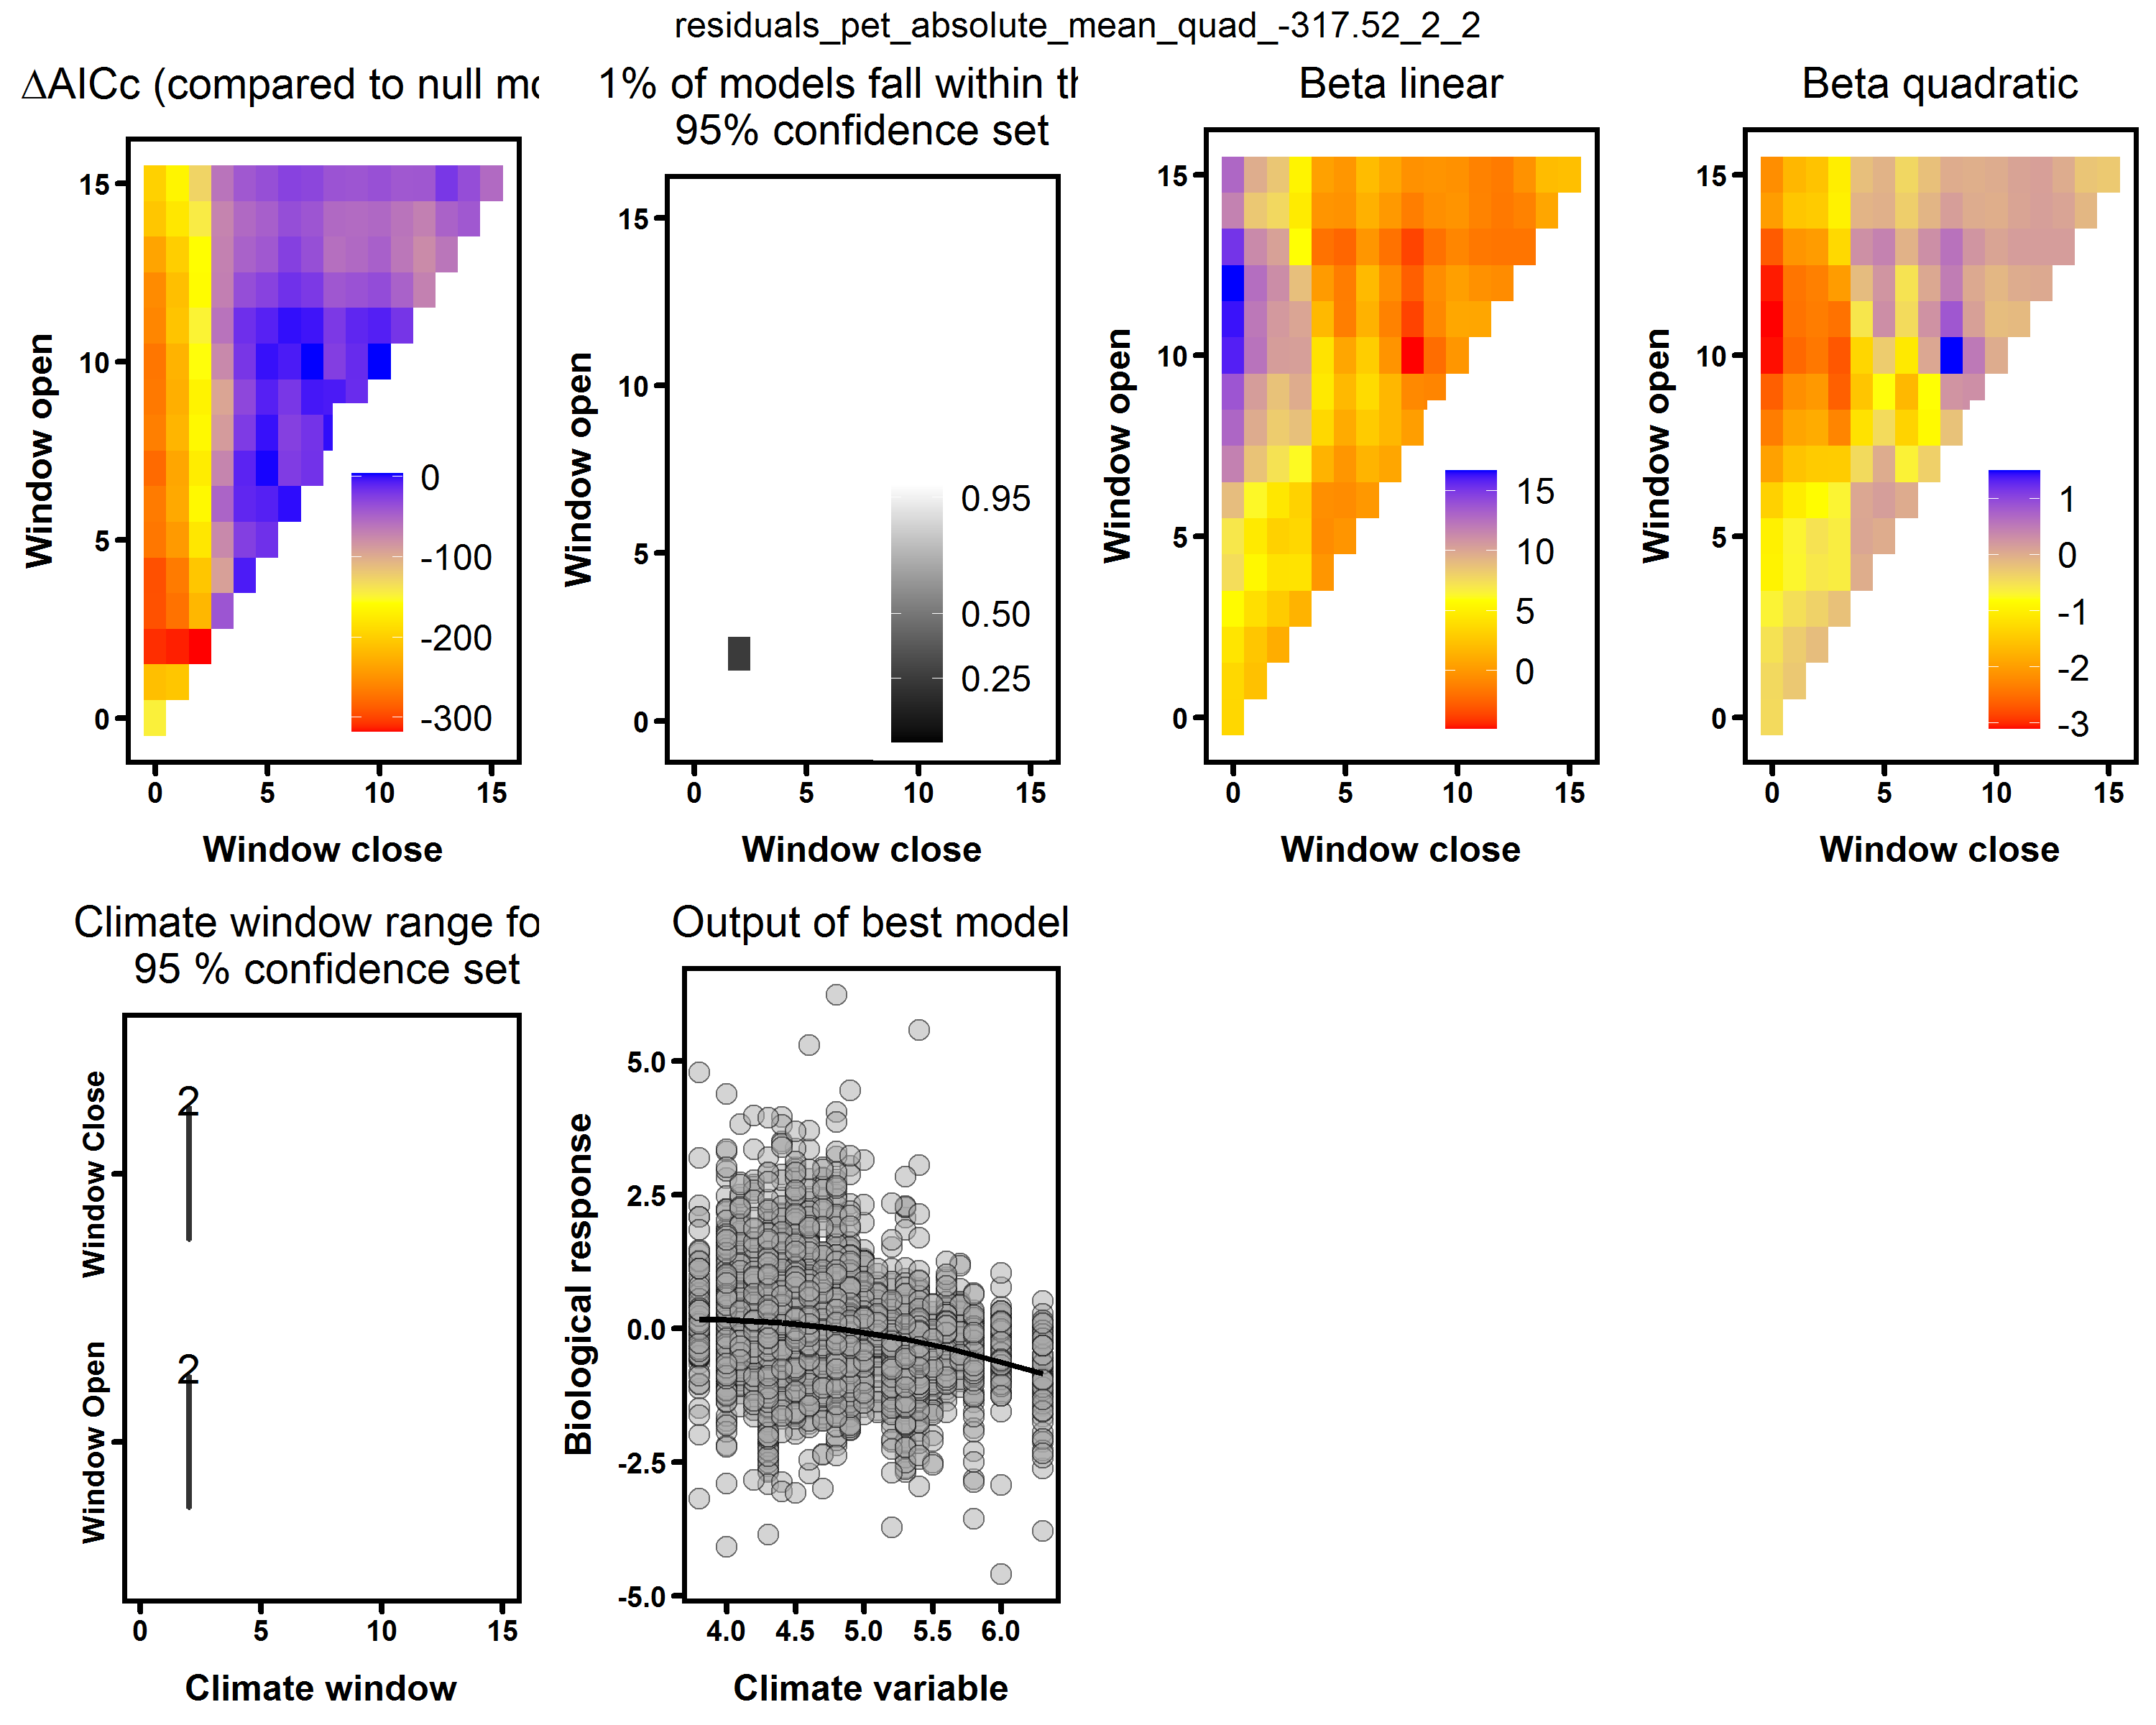 residuals_pet_absolute_mean_quad_-317.52_2_2
ΔAICc (compared to null mo
15
10
5
0
0
-100
-200
-300
0 5 10 15
Window open
Window close
1% of models fall within th
95% confidence set
15
10
5
0
0.95
0.50
0.25
0 5 10 15
Window open
Window close
Beta linear
15
10
5
0
15
10
5
0
0 5 10 15
Window open
Window close
Beta quadratic
15
10
5
0
1
0
-1
-2
-3
0 5 10 15
Window open
Window close
Climate window range fo
95 % confidence set
Window Close
Window Open
2
2
0 5 10 15
Climate window
Output of best model
5.0
2.5
0.0
-2.5
-5.0
4.0 4.5 5.0 5.5 6.0
Biological response
Climate variable